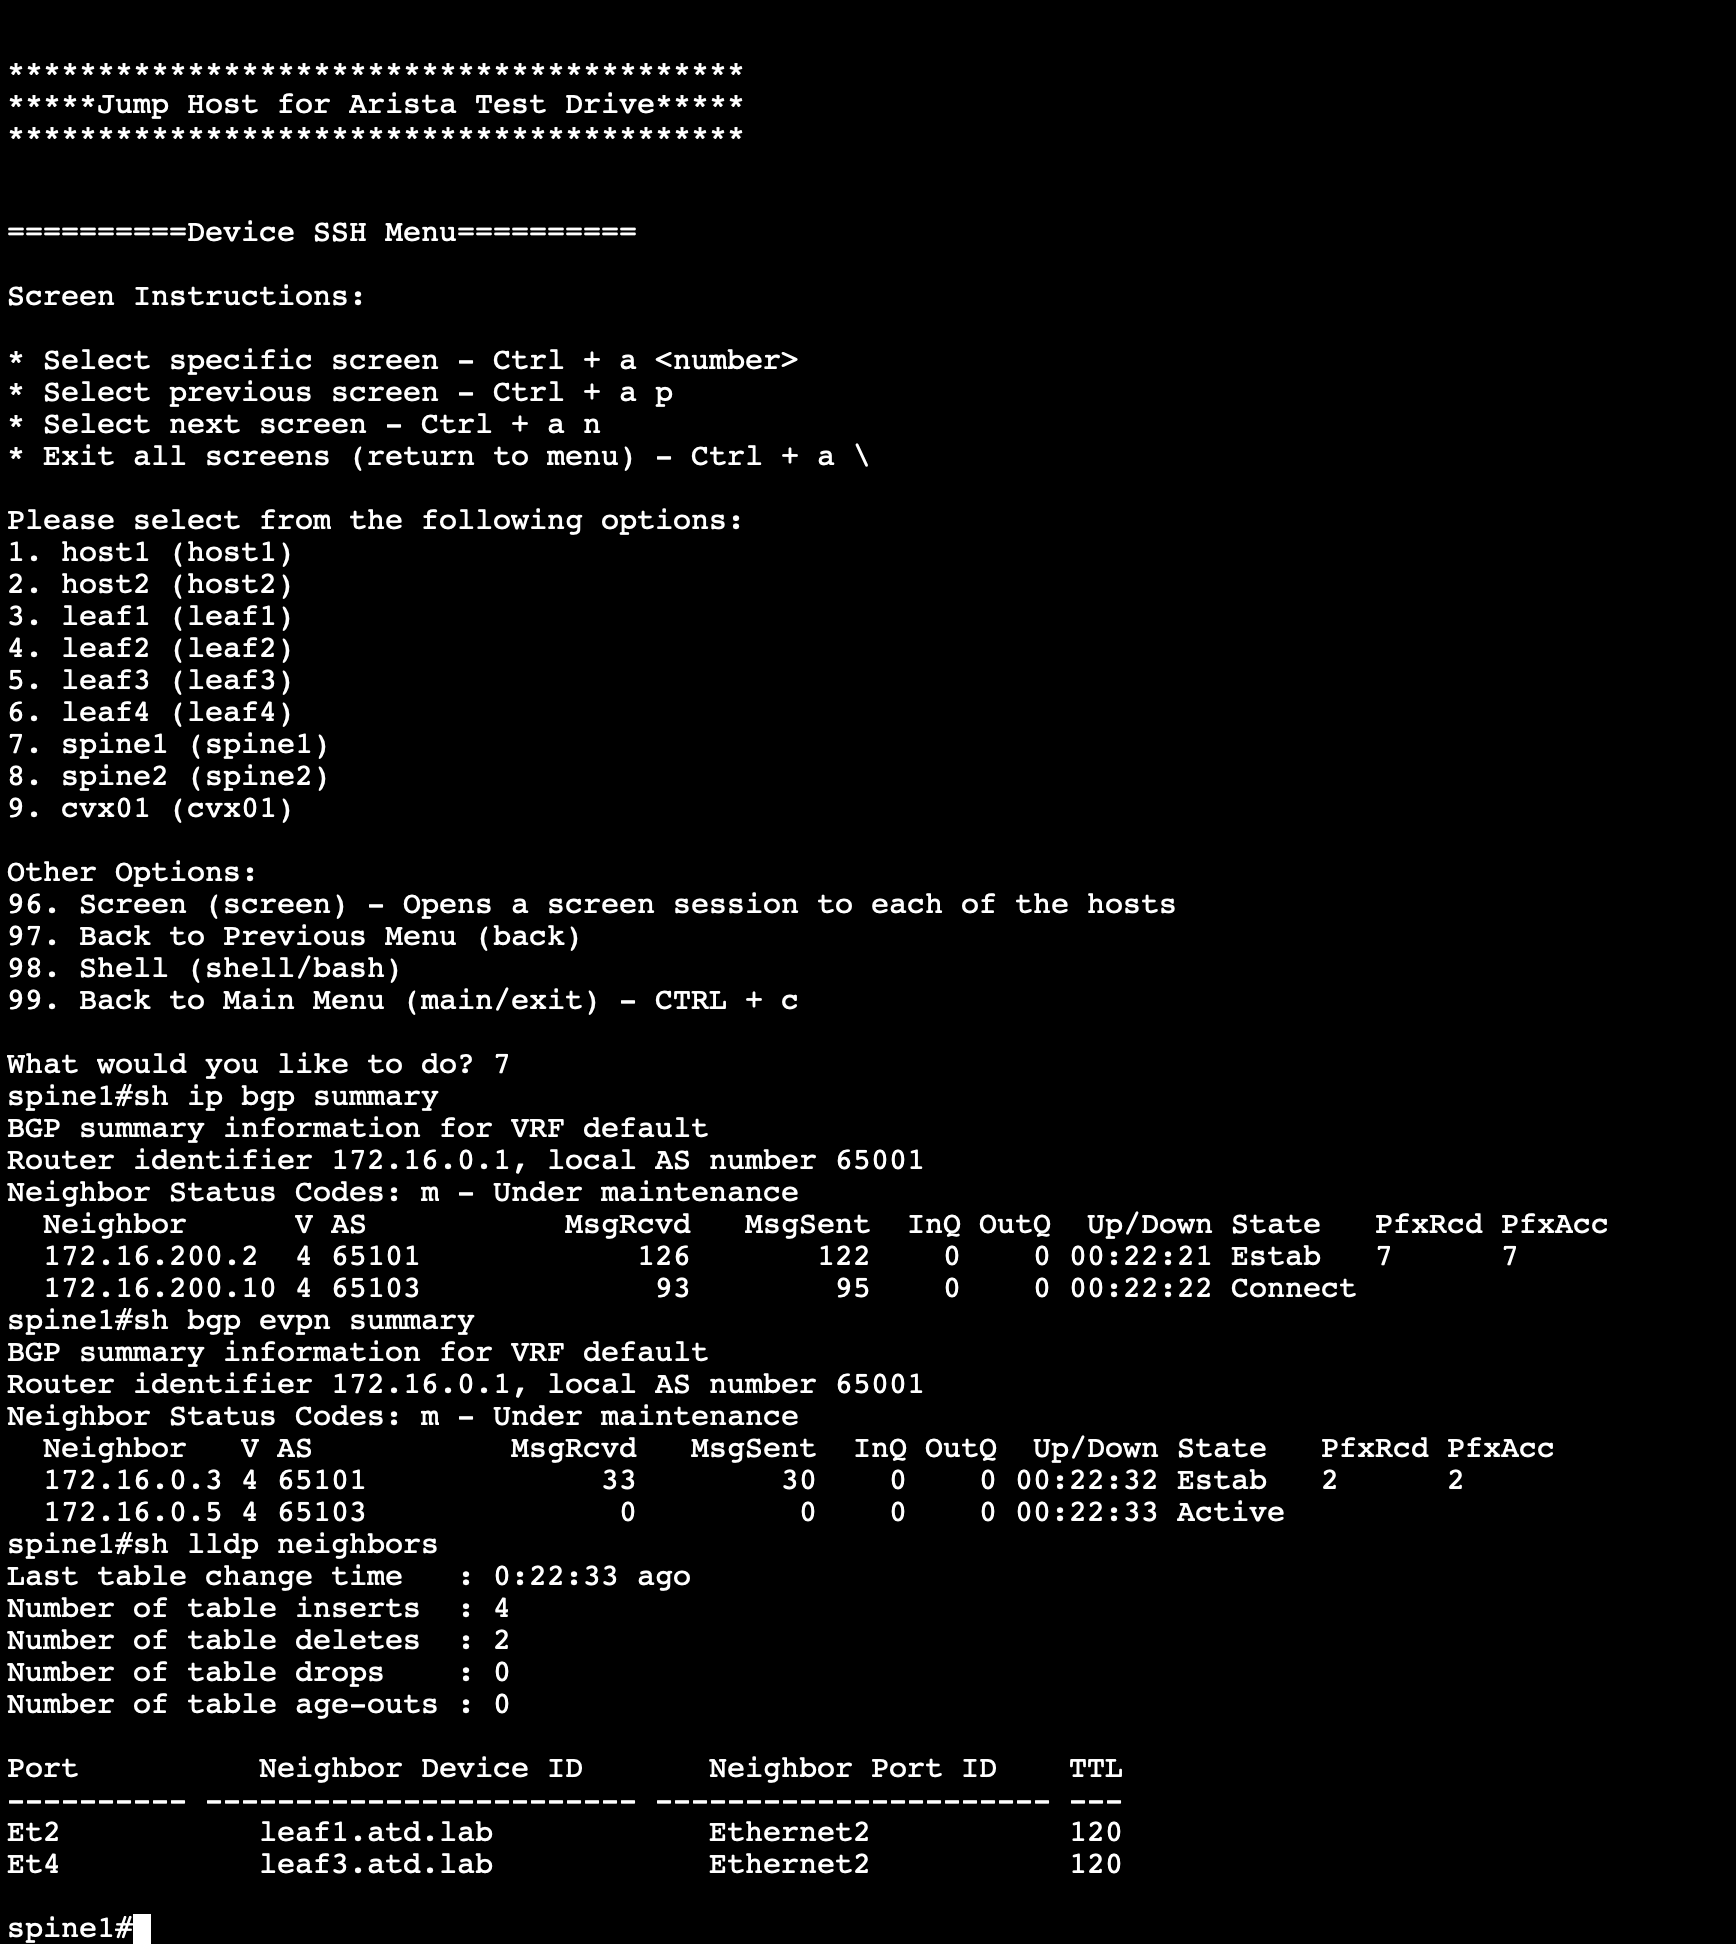 *****************************************
*****Jump Host for Arista Test Drive*****
*****************************************
==========Device SSH Menu==========
Screen Instructions:
* Select specific screen - Ctrl + a <number>
* Select previous screen - Ctrl + a p
* Select next screen - Ctrl + a n
* Exit all screens (return to menu) - Ctrl + a \
Please select from the following options:
1. host1 (host1)
2. host2 (host2)
3. leaf1 (leaf1)
4. leaf2 (leaf2)
5. leaf3 (leaf3)
6. leaf4 (leaf4)
7. spine1 (spine1)
8. spine2 (spine2)
9. cvx01 (cvx01)
Other Options:
96. Screen (screen) - Opens a screen session to each of the hosts
97. Back to Previous Menu (back)
98. Shell (shell/bash)
99. Back to Main Menu (main/exit) - CTRL + c
What would you like to do? 7
spine1#sh ip bgp summary
BGP summary information for VRF default
Router identifier 172.16.0.1, local AS number 65001
Neighbor Status Codes: m - Under maintenance
  Neighbor      V AS           MsgRcvd   MsgSent  InQ OutQ  Up/Down State   PfxRcd PfxAcc
  172.16.200.2  4 65101            126       122    0    0 00:22:21 Estab   7      7
  172.16.200.10 4 65103             93        95    0    0 00:22:22 Connect
spine1#sh bgp evpn summary
BGP summary information for VRF default
Router identifier 172.16.0.1, local AS number 65001
Neighbor Status Codes: m - Under maintenance
  Neighbor   V AS           MsgRcvd   MsgSent  InQ OutQ  Up/Down State   PfxRcd PfxAcc
  172.16.0.3 4 65101             33        30    0    0 00:22:32 Estab   2      2
  172.16.0.5 4 65103              0         0    0    0 00:22:33 Active
spine1#sh lldp neighbors
Last table change time   : 0:22:33 ago
Number of table inserts  : 4
Number of table deletes  : 2
Number of table drops    : 0
Number of table age-outs : 0
Port          Neighbor Device ID       Neighbor Port ID    TTL
---------- ------------------------ ---------------------- ---
Et2           leaf1.atd.lab            Ethernet2           120
Et4           leaf3.atd.lab            Ethernet2           120
spine1#